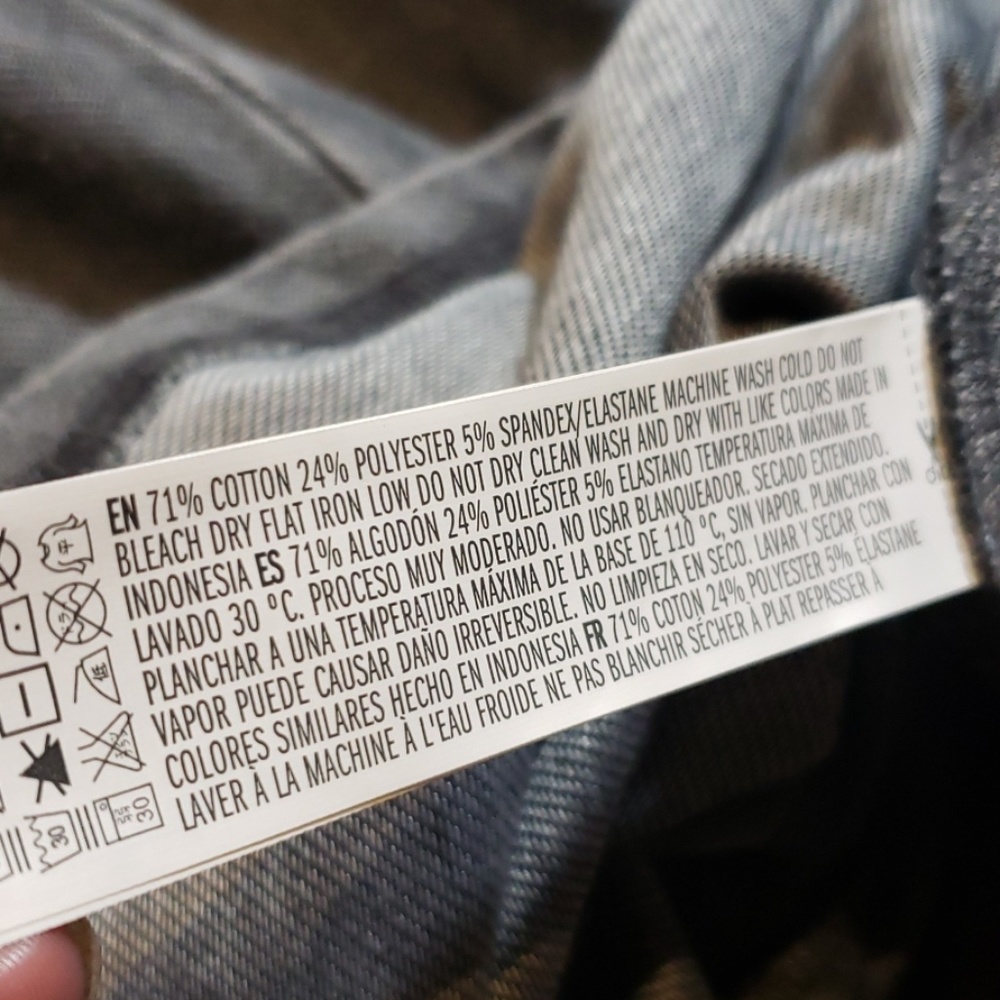 EN 71% COTTON 24% POLYESTER 5% SPANDEX/ELASTANE MACHINE WASH COLD DO NOT
BLEACH DRY FLAT IRON LOW DO NOT DRY CLEAN WASH AND DRY WITH LIKE COLORS MADE IN
INDONESIA ES 71% ALGODÓN 24% POLIÉSTER 5% ELASTANO TEMPERATURA MÁXIMA DE
LAVADO 30 °C. PROCESO MUY MODERADO. NO USAR BLANQUEADOR. SECADO EXTENDIDO.
PLANCHAR A UNA TEMPERATURA MÁXIMA DE LA BASE DE 110 °C, SIN VAPOR. PLANCHAR CON
VAPOR PUEDE CAUSAR DAÑO IRREVERSIBLE. NO LIMPIEZA EN SECO. LAVAR Y SECAR CON
COLORES SIMILARES HECHO EN INDONESIA FR 71% COTON 24% POLYESTER 5% ÉLASTANE
LAVER À LA MACHINE À L'EAU FROIDE NE PAS BLANCHIR SÉCHER À PLAT REPASSER À
平
低
30
30